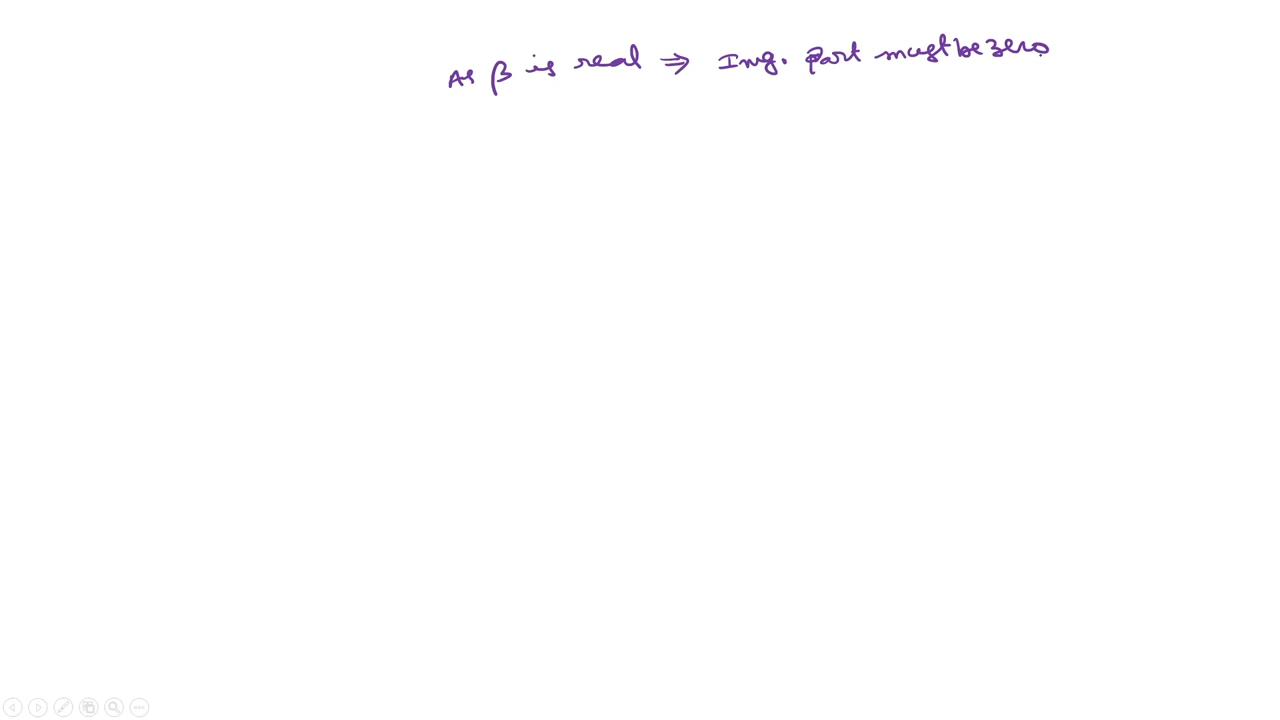 As β is real ⇒ Img. part must be zero